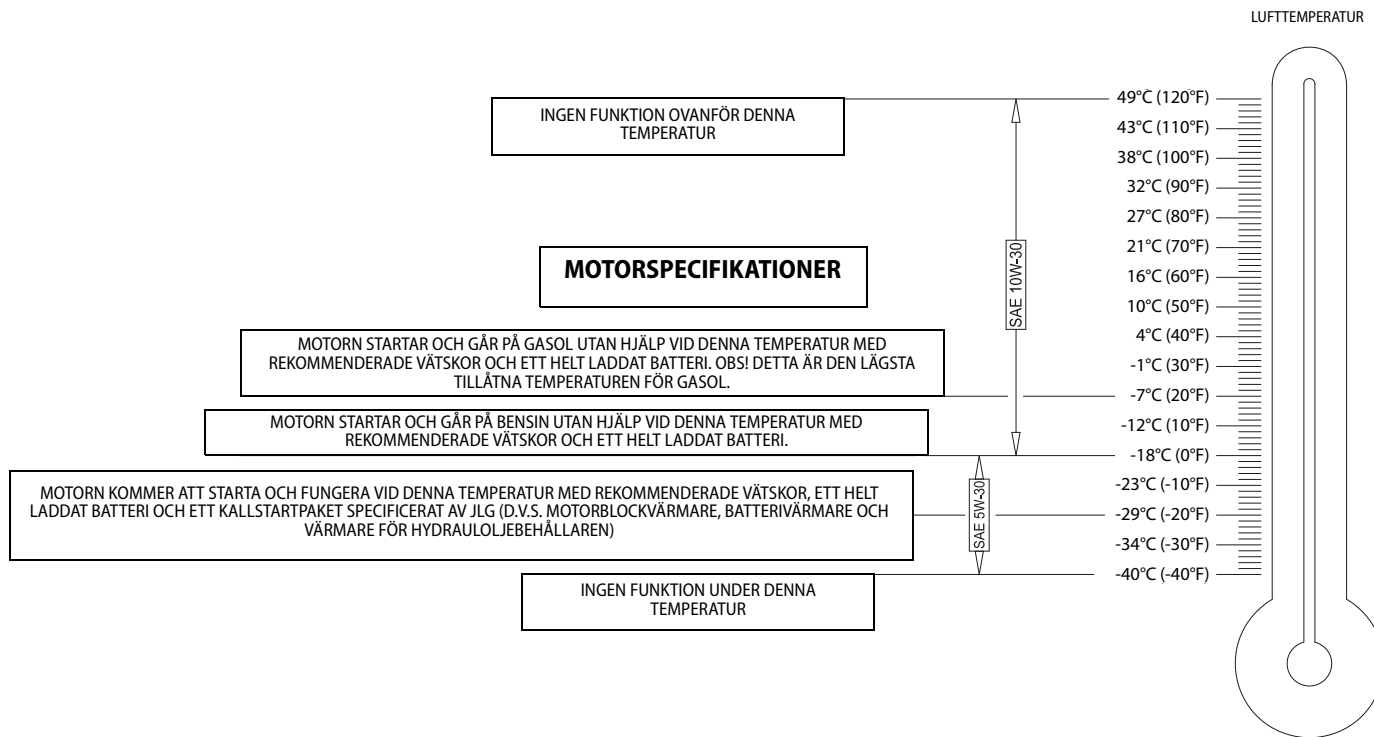 LUFTTEMPERATUR
49°C (120°F)
INGEN FUNKTION OVANFÖR DENNA
TEMPERATUR
43°C (110°F)
38°C (100°F)
32°C (90°F)
27°C (80°F)
21°C (70°F)
SAE 10W-30
MOTORSPECIFIKATIONER
16°C (60°F)
10°C (50°F)
4°C (40°F)
MOTORN STARTAR OCH GÅR PÅ GASOL UTAN HJÄLP VID DENNA TEMPERATUR MED
REKOMMENDERADE VÄTSKOR OCH ETT HELT LADDAT BATTERI. OBS! DETTA ÄR DEN LÄGSTA
TILLÅTNA TEMPERATUREN FÖR GASOL.
-1°C (30°F)
-7°C (20°F)
MOTORN STARTAR OCH GÅR PÅ BENSIN UTAN HJÄLP VID DENNA TEMPERATUR MED
REKOMMENDERADE VÄTSKOR OCH ETT HELT LADDAT BATTERI.
-12°C (10°F)
-18°C (0°F)
-23°C (-10°F)
MOTORN KOMMER ATT STARTA OCH FUNGERA VID DENNA TEMPERATUR MED REKOMMENDERADE VÄTSKOR, ETT HELT
LADDAT BATTERI OCH ETT KALLSTARTPAKET SPECIFICERAT AV JLG (D.V.S. MOTORBLOCKVÄRMARE, BATTERIVÄRMARE OCH
VÄRMARE FÖR HYDRAULOLJEBEHÅLLAREN)
SAE 5W-30
-29°C (-20°F)
-34°C (-30°F)
-40°C (-40°F)
INGEN FUNKTION UNDER DENNA
TEMPERATUR